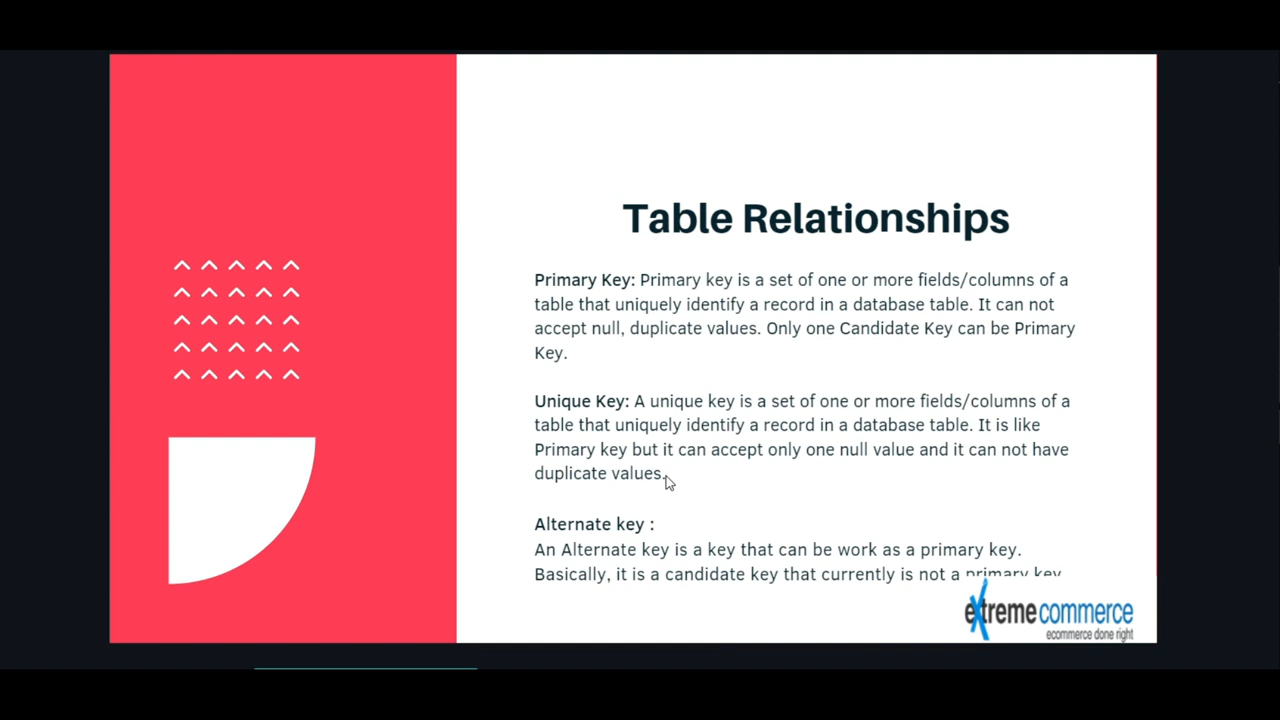 Table Relationships
Primary Key: Primary key is a set of one or more fields/columns of a
table that uniquely identify a record in a database table. It can not
accept null, duplicate values. Only one Candidate Key can be Primary
Key.
Unique Key: A unique key is a set of one or more fields/columns of a
table that uniquely identify a record in a database table. It is like
Primary key but it can accept only one null value and it can not have
duplicate values.
Alternate key :
An Alternate key is a key that can be work as a primary key.
Basically, it is a candidate key that currently is not a primary key
extreme commerce
ecommerce done right